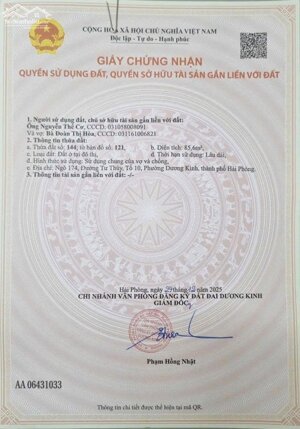 CỘNG HÒA XÃ HỘI CHỦ NGHĨA VIỆT NAM
Độc lập - Tự do - Hạnh phúc
GIẤY CHỨNG NHẬN
QUYỀN SỬ DỤNG ĐẤT, QUYỀN SỞ HỮU TÀI SẢN GẮN LIỀN VỚI ĐẤT
1. Người sử dụng đất, chủ sở hữu tài sản gắn liền với đất:
Ông Nguyễn Thế Cơ, CCCD: 031058008091
Và vợ: Bà Đoàn Thị Hòa, CCCD: 031161006821
2. Thông tin thửa đất:
a. Thửa đất số: 144; tờ bản đồ số: 121, b. Diện tích: 85,6m²,
c. Loại đất: Đất ở tại đô thị, d. Thời hạn sử dụng: Lâu dài,
đ. Hình thức sử dụng: Sử dụng chung của vợ và chồng,
e. Địa chỉ: Ngõ 174, Đường Tư Thủy, Tổ 10, Phường Dương Kinh, thành phố Hải Phòng.
3. Thông tin tài sản gắn liền với đất: -/-
Hải Phòng, ngày 29/12/2025
CHI NHÁNH VĂN PHÒNG ĐĂNG KÝ ĐẤT ĐAI DƯƠNG KINH
GIÁM ĐỐC
Phạm Hồng Nhật
AA 06431033
Thông tin chi tiết được thể hiện tại mã QR.